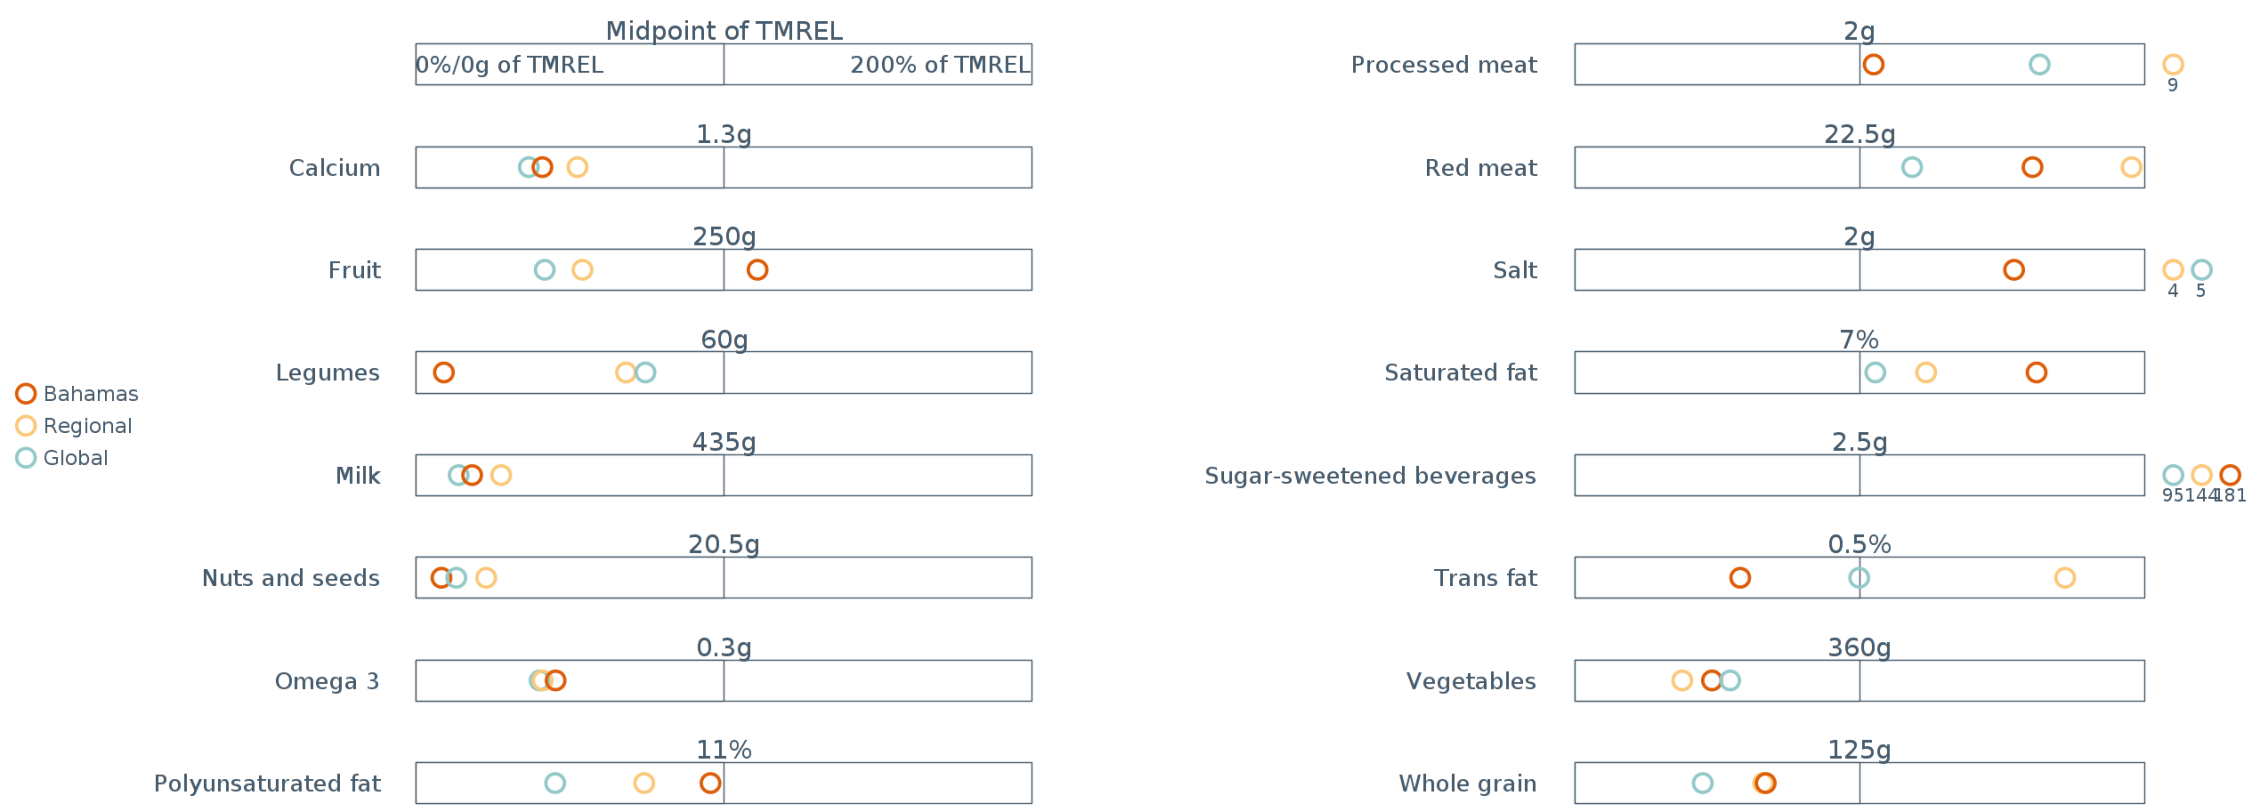 Midpoint of TMREL
0%/0g of TMREL 200% of TMREL
Calcium 1.3g
Fruit 250g
Legumes 60g
Milk 435g
Nuts and seeds 20.5g
Omega 3 0.3g
Polyunsaturated fat 11%
Bahamas
Regional
Global
Processed meat 2g
9
Red meat 22.5g
Salt 2g
4 5
Saturated fat 7%
Sugar-sweetened beverages 2.5g
95 144 181
Trans fat 0.5%
Vegetables 360g
Whole grain 125g